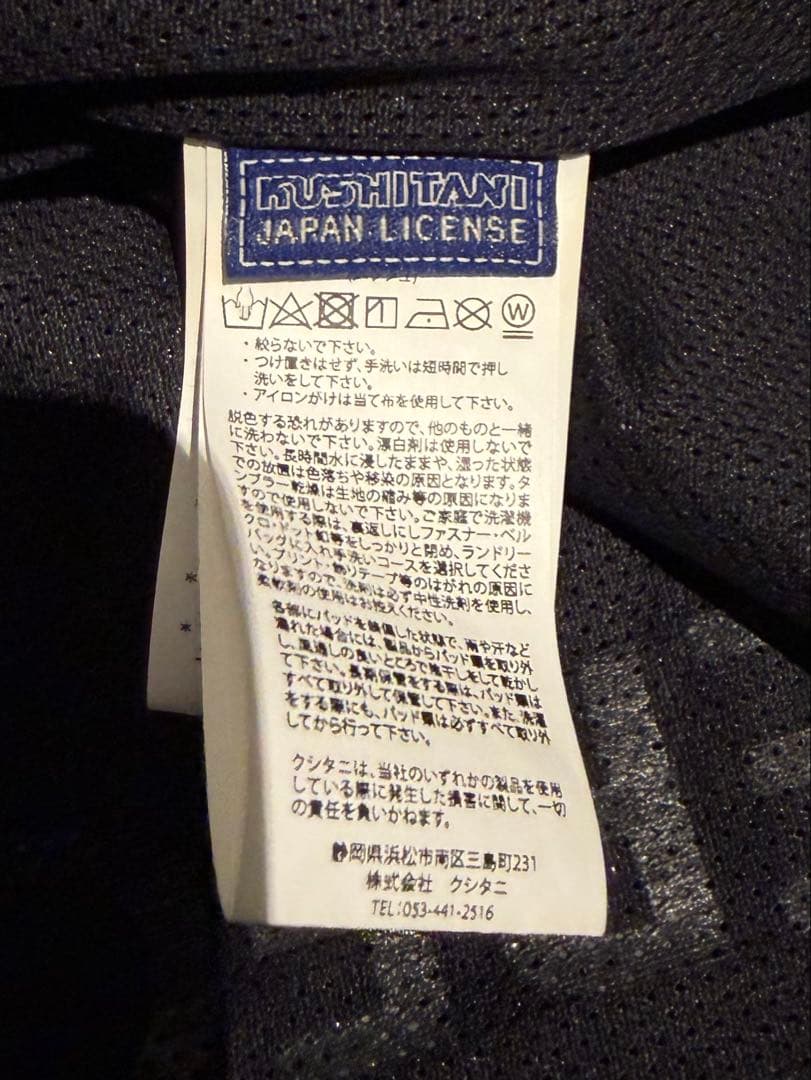 KUSHITANI
JAPAN LICENSE
W
・絞らないで下さい。
・つけ置きはせず、手洗いは短時間で押し
洗いをして下さい。
・アイロンがけは当て布を使用して下さい。
脱色する恐れがありますので、他のものと一緒
に洗わないで下さい。漂白剤は使用しないで
下さい。長時間水に浸したままや、湿った状態
での放置は色落ちや移染の原因となります。タ
ンブラー乾燥は生地の縮み等の原因になりま
すので使用しないで下さい。ご家庭で洗濯機
を使用する際は、裏返しにしファスナー・ベル
クロ・ドット釦等をしっかりと閉め、ランドリー
バッグに入れ手洗いコースを選択してくださ
い。プリント・飾りテープ等のはがれの原因に
なりますので、洗剤は必ず中性洗剤を使用し、
柔軟剤の使用はお控えください。
各部にパッドを装備した状態で、雨や汗など
濡れた場合には、製品からパッド類を取り外
し、風通しの良いところで陰干しをして乾かし
て下さい。長期保管をする際は、パッド類は
すべて取り外して保管して下さい。また、洗濯
をする際にも、パッド類は必ずすべて取り外
してから行って下さい。
クシタニは、当社のいずれかの製品を使用
している際に発生した損害に関して、一切
の責任を負いかねます。
静岡県浜松市南区三島町231
株式会社 クシタニ
TEL:053-441-2516